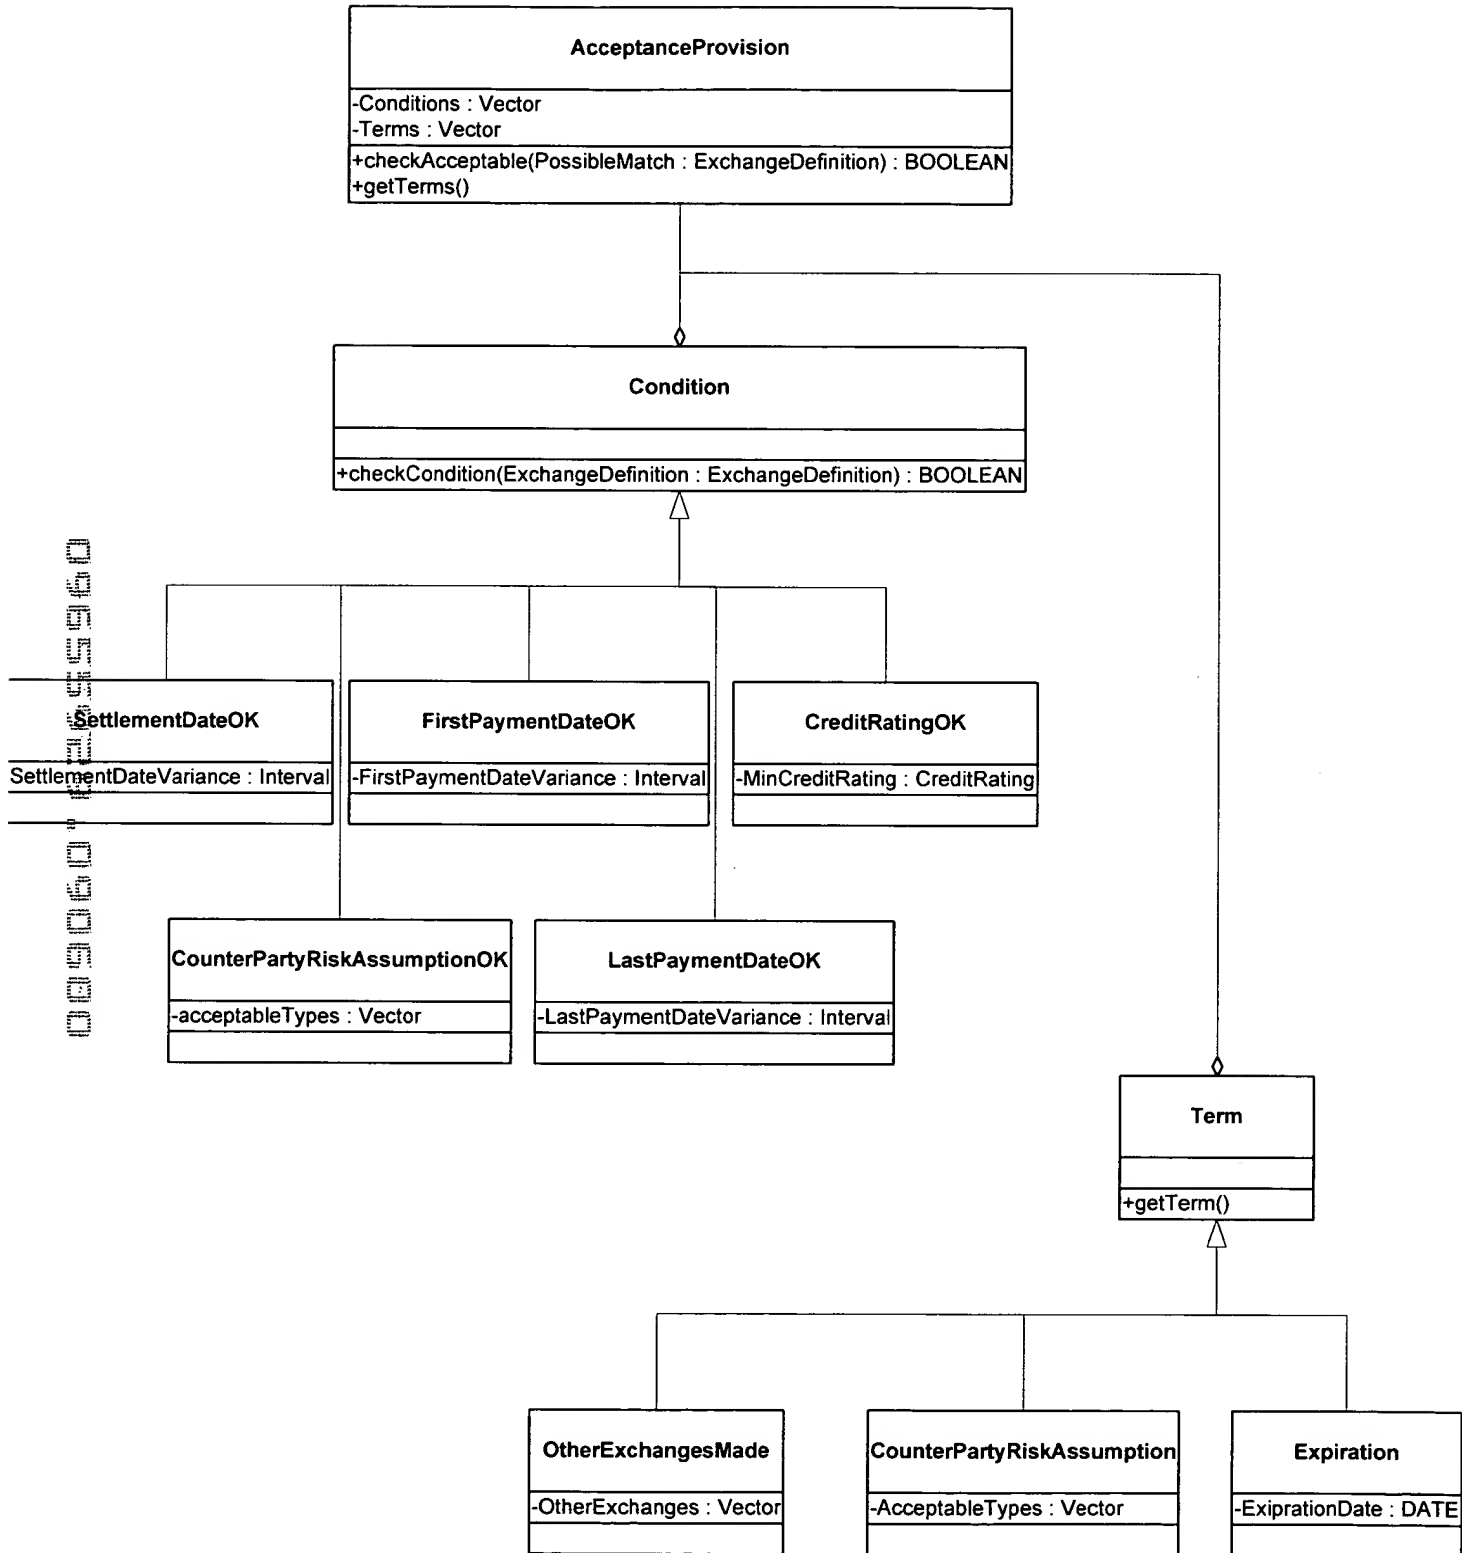 AcceptanceProvision
-Conditions : Vector
-Terms : Vector
+checkAcceptable(PossibleMatch : ExchangeDefinition) : BOOLEAN
+getTerms()
Condition
+checkCondition(ExchangeDefinition : ExchangeDefinition) : BOOLEAN
SettlementDateOK
SettlementDateVariance : Interval
FirstPaymentDateOK
-FirstPaymentDateVariance : Interval
CreditRatingOK
-MinCreditRating : CreditRating
CounterPartyRiskAssumptionOK
-acceptableTypes : Vector
LastPaymentDateOK
-LastPaymentDateVariance : Interval
Term
+getTerm()
OtherExchangesMade
-OtherExchanges : Vector
CounterPartyRiskAssumption
-AcceptableTypes : Vector
Expiration
-ExiprationDate : DATE